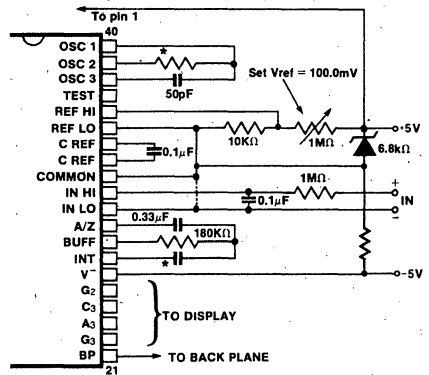 To pin 1
40
OSC 1
OSC 2
OSC 3
*
50pF
TEST
Set Vref = 100.0mV
REF HI
REF LO
10KΩ
1MΩ
+5V
C REF
C REF
0.1μF
6.8kΩ
COMMON
IN HI
1MΩ
+
IN
IN LO
0.1μF
–
A/Z
0.33μF
BUFF
180KΩ
INT
*
V⁻
–5V
G2
C3
A3
G3
TO DISPLAY
BP
TO BACK PLANE
21